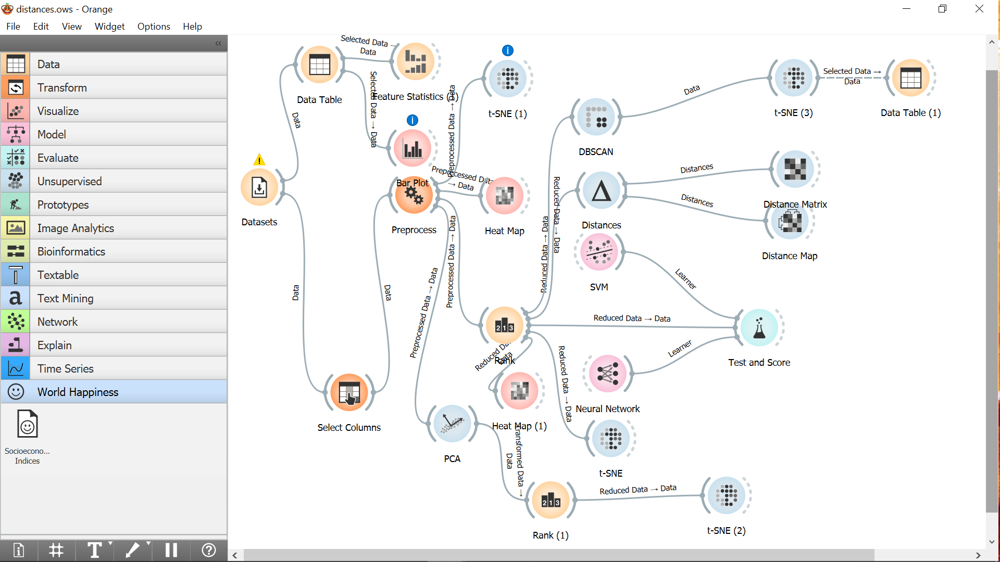 distances.ows - Orange
File Edit View Widget Options Help
«
Data
Transform
Visualize
Model
Evaluate
Unsupervised
Prototypes
Image Analytics
Bioinformatics
Textable
a Text Mining
Network
Explain
Time Series
World Happiness
Socioecono...
Indices
Selected Data →
Data
Data Table
Feature Statistics (1)
Selected Data → Data
t-SNE (1)
Preprocessed Data → Data
Data
Datasets
Bar Plot
Preprocessed Data
→ Data
Preprocess
Heat Map
Data
Data
Select Columns
Preprocessed Data → Data
Preprocessed Data → Data
PCA
213
Rank
Reduced Data
Data
Heat Map (1)
Transformed Data →
Data
213
Rank (1)
Reduced Data → Data
t-SNE (2)
Reduced Data → Data
Reduced Data → Data
DBSCAN
Data
t-SNE (3)
Selected Data →
Data
Data Table (1)
Distances
Distances
Distance Matrix
Distances
Distance Map
SVM
Learner
Reduced Data → Data
Test and Score
Learner
Neural Network
Reduced Data → Data
t-SNE